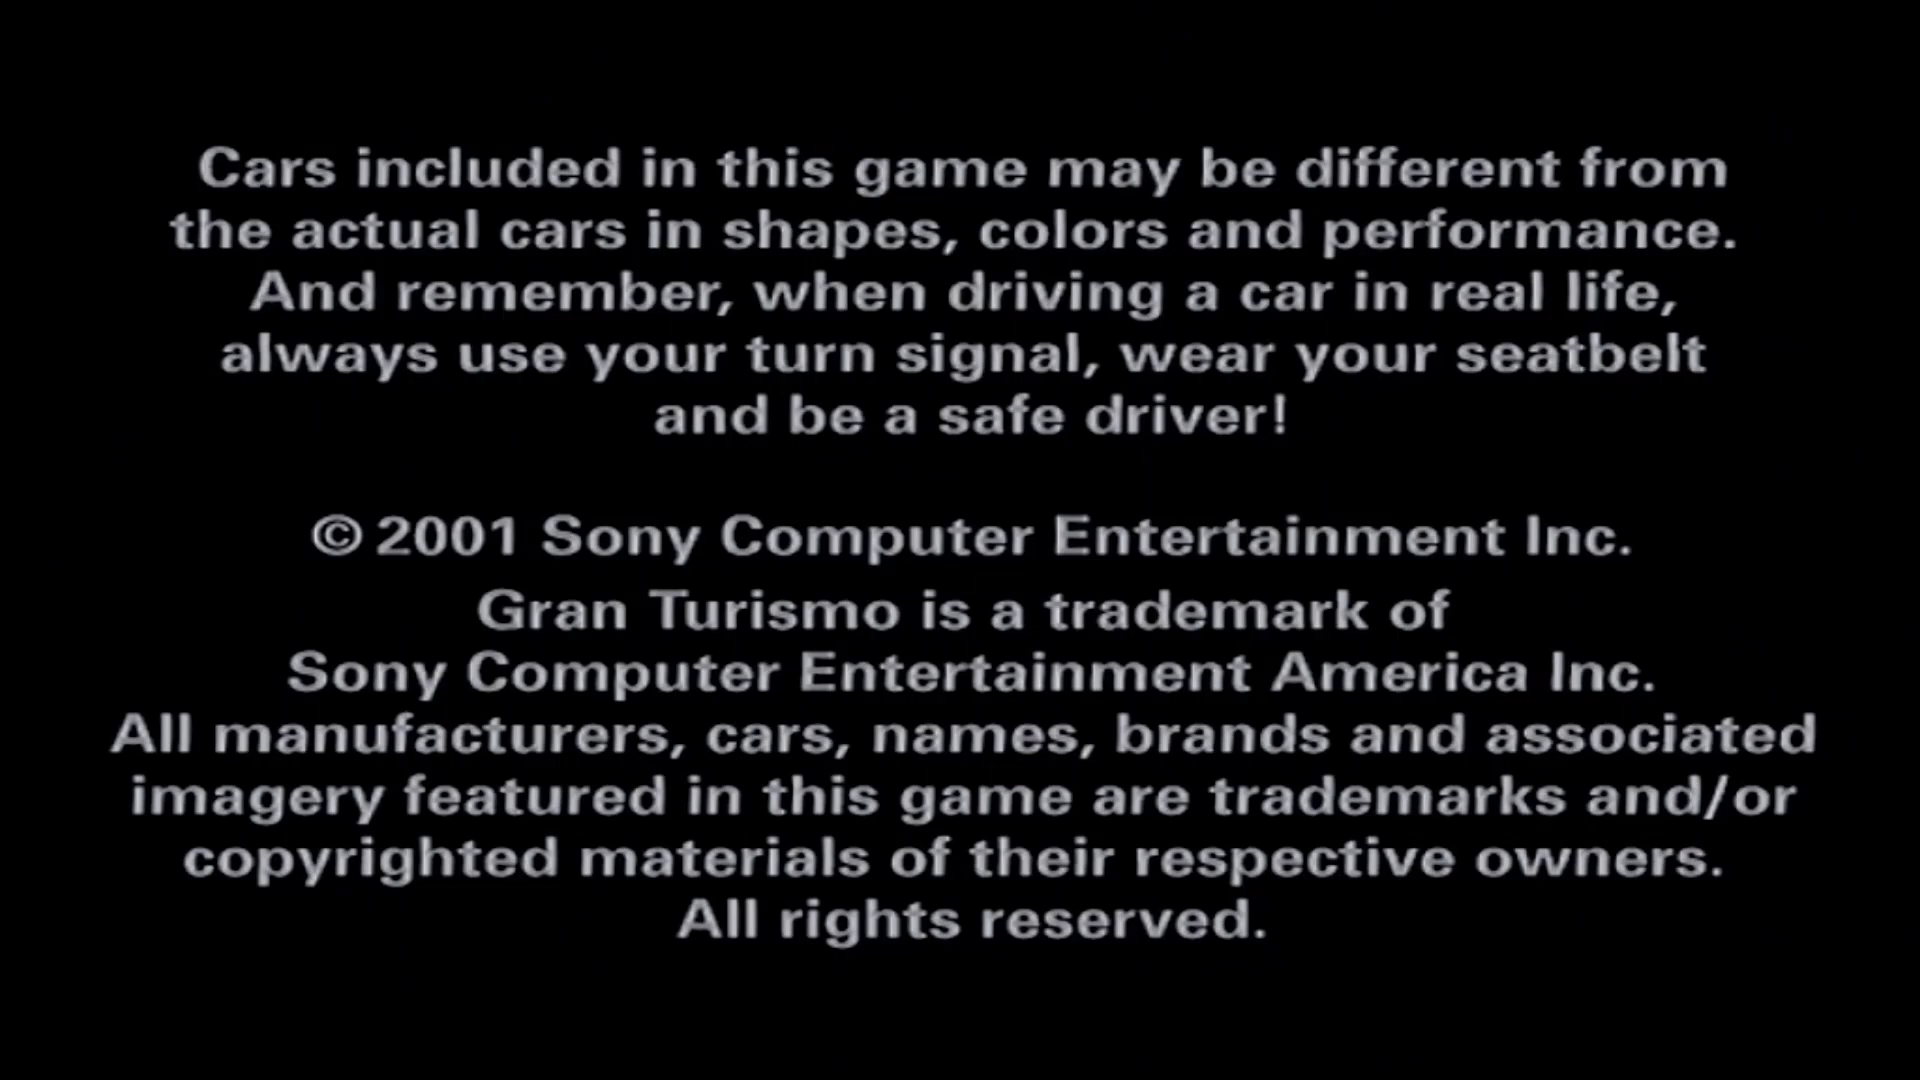 Cars included in this game may be different from
the actual cars in shapes, colors and performance.
And remember, when driving a car in real life,
always use your turn signal, wear your seatbelt
and be a safe driver!
© 2001 Sony Computer Entertainment Inc.
Gran Turismo is a trademark of
Sony Computer Entertainment America Inc.
All manufacturers, cars, names, brands and associated
imagery featured in this game are trademarks and/or
copyrighted materials of their respective owners.
All rights reserved.